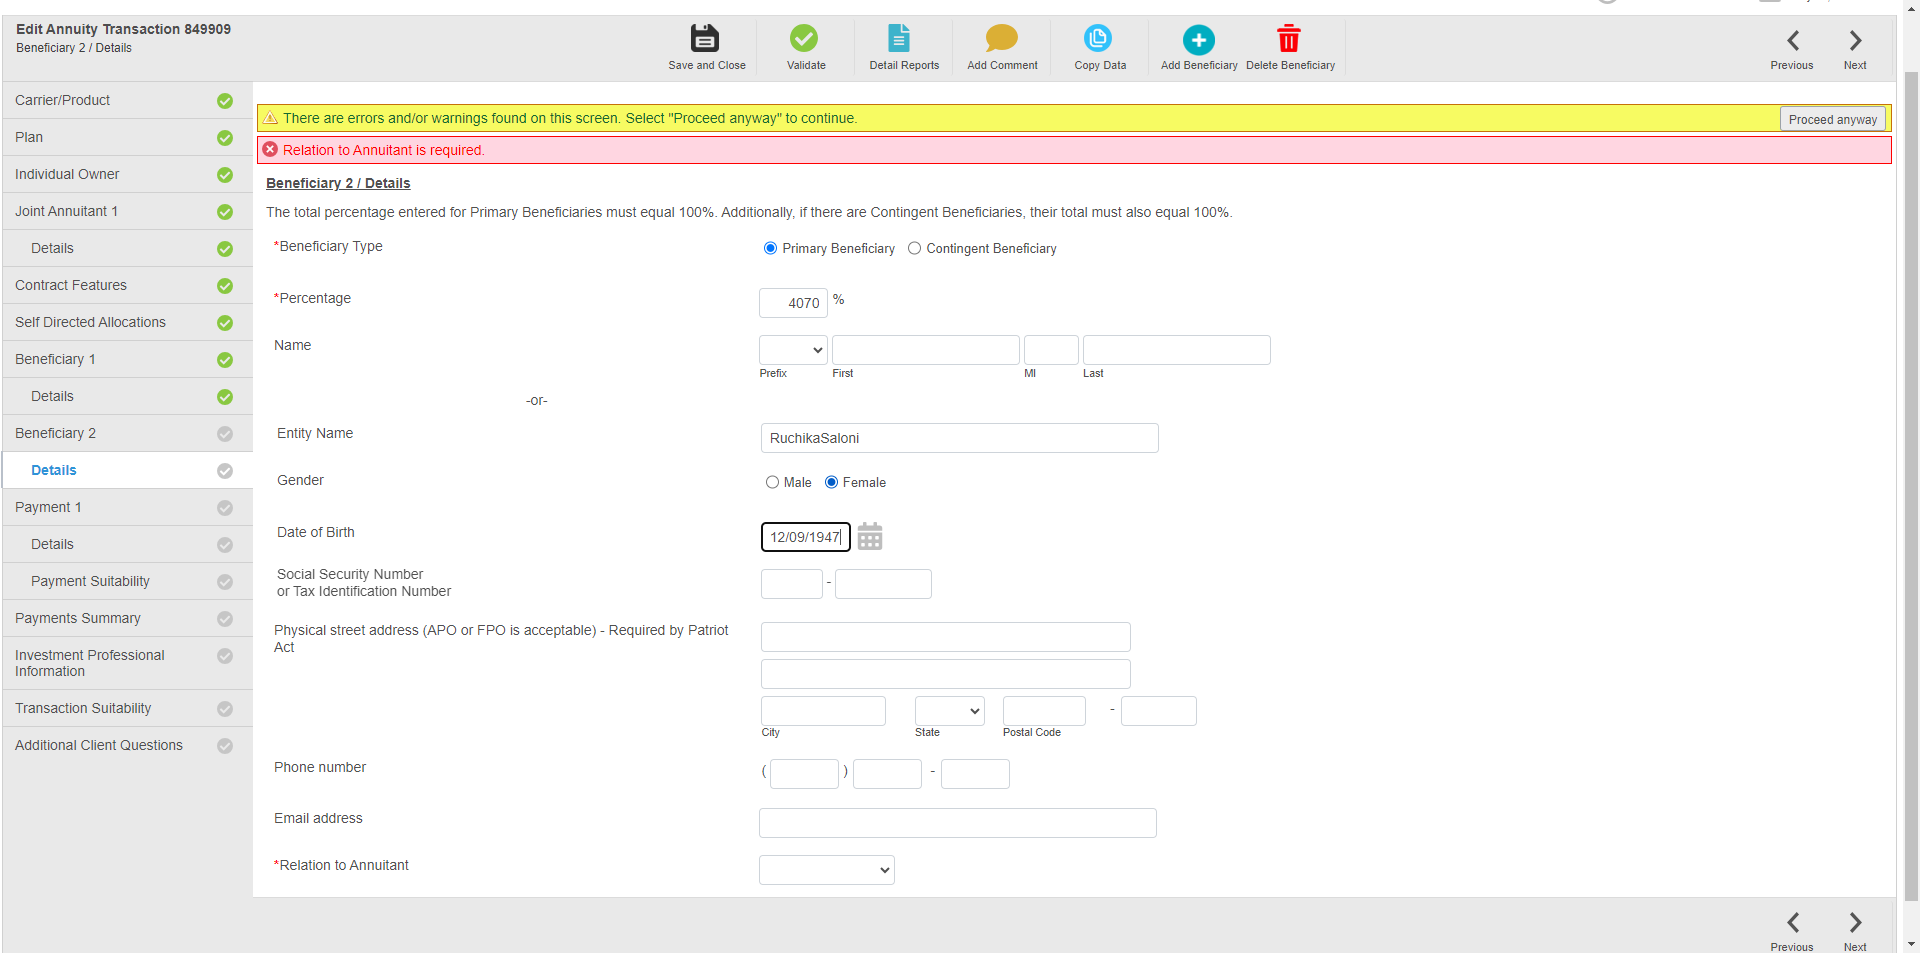 Edit Annuity Transaction 849909
Beneficiary 2 / Details
Save and Close
Validate
Detail Reports
Add Comment
Copy Data
Add Beneficiary
Delete Beneficiary
Previous
Next
Carrier/Product
Plan
Individual Owner
Joint Annuitant 1
Details
Contract Features
Self Directed Allocations
Beneficiary 1
Details
Beneficiary 2
Details
Payment 1
Details
Payment Suitability
Payments Summary
Investment Professional
Information
Transaction Suitability
Additional Client Questions
There are errors and/or warnings found on this screen. Select "Proceed anyway" to continue.
Proceed anyway
Relation to Annuitant is required.
Beneficiary 2 / Details
The total percentage entered for Primary Beneficiaries must equal 100%. Additionally, if there are Contingent Beneficiaries, their total must also equal 100%.
*Beneficiary Type
Primary Beneficiary
Contingent Beneficiary
*Percentage
4070 %
Name
Prefix
First
MI
Last
-or-
Entity Name
RuchikaSaloni
Gender
Male
Female
Date of Birth
12/09/1947
Social Security Number
or Tax Identification Number
-
Physical street address (APO or FPO is acceptable) - Required by Patriot
Act
-
City
State
Postal Code
Phone number
( ) -
Email address
*Relation to Annuitant
Previous
Next